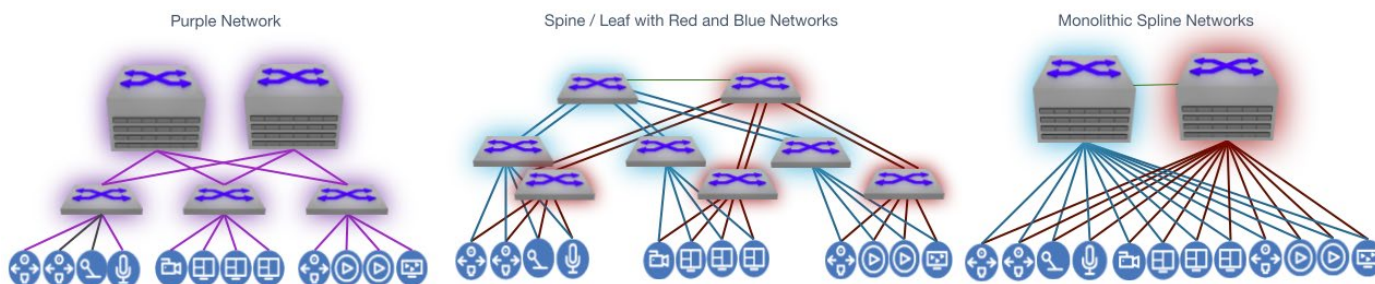 Purple Network
Spine / Leaf with Red and Blue Networks
Monolithic Spline Networks